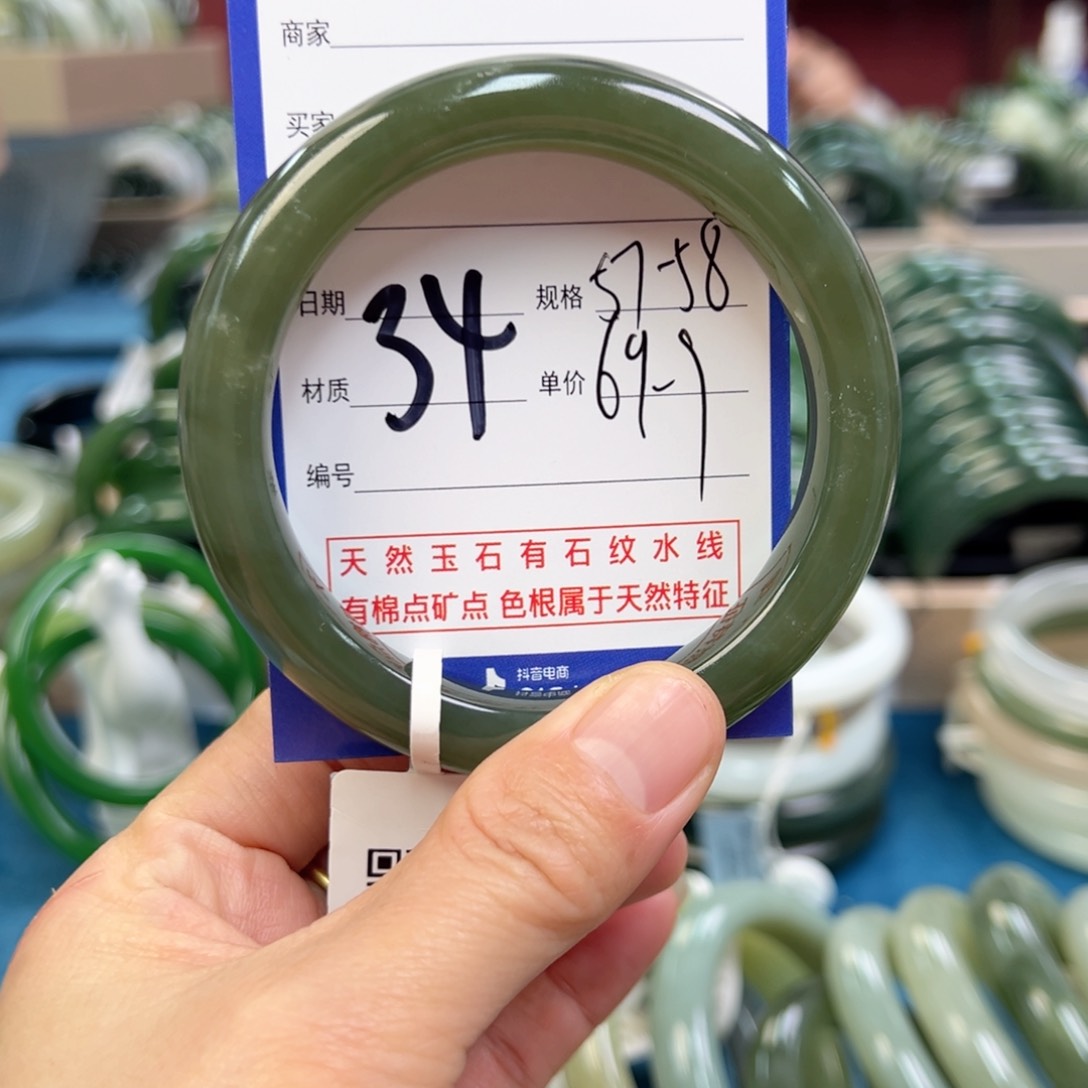 商家
买家
日期 34 规格 57-58
材质 单价 69-9
编号
天然玉石有石纹水线
有棉点矿点 色根属于天然特征
抖音电商